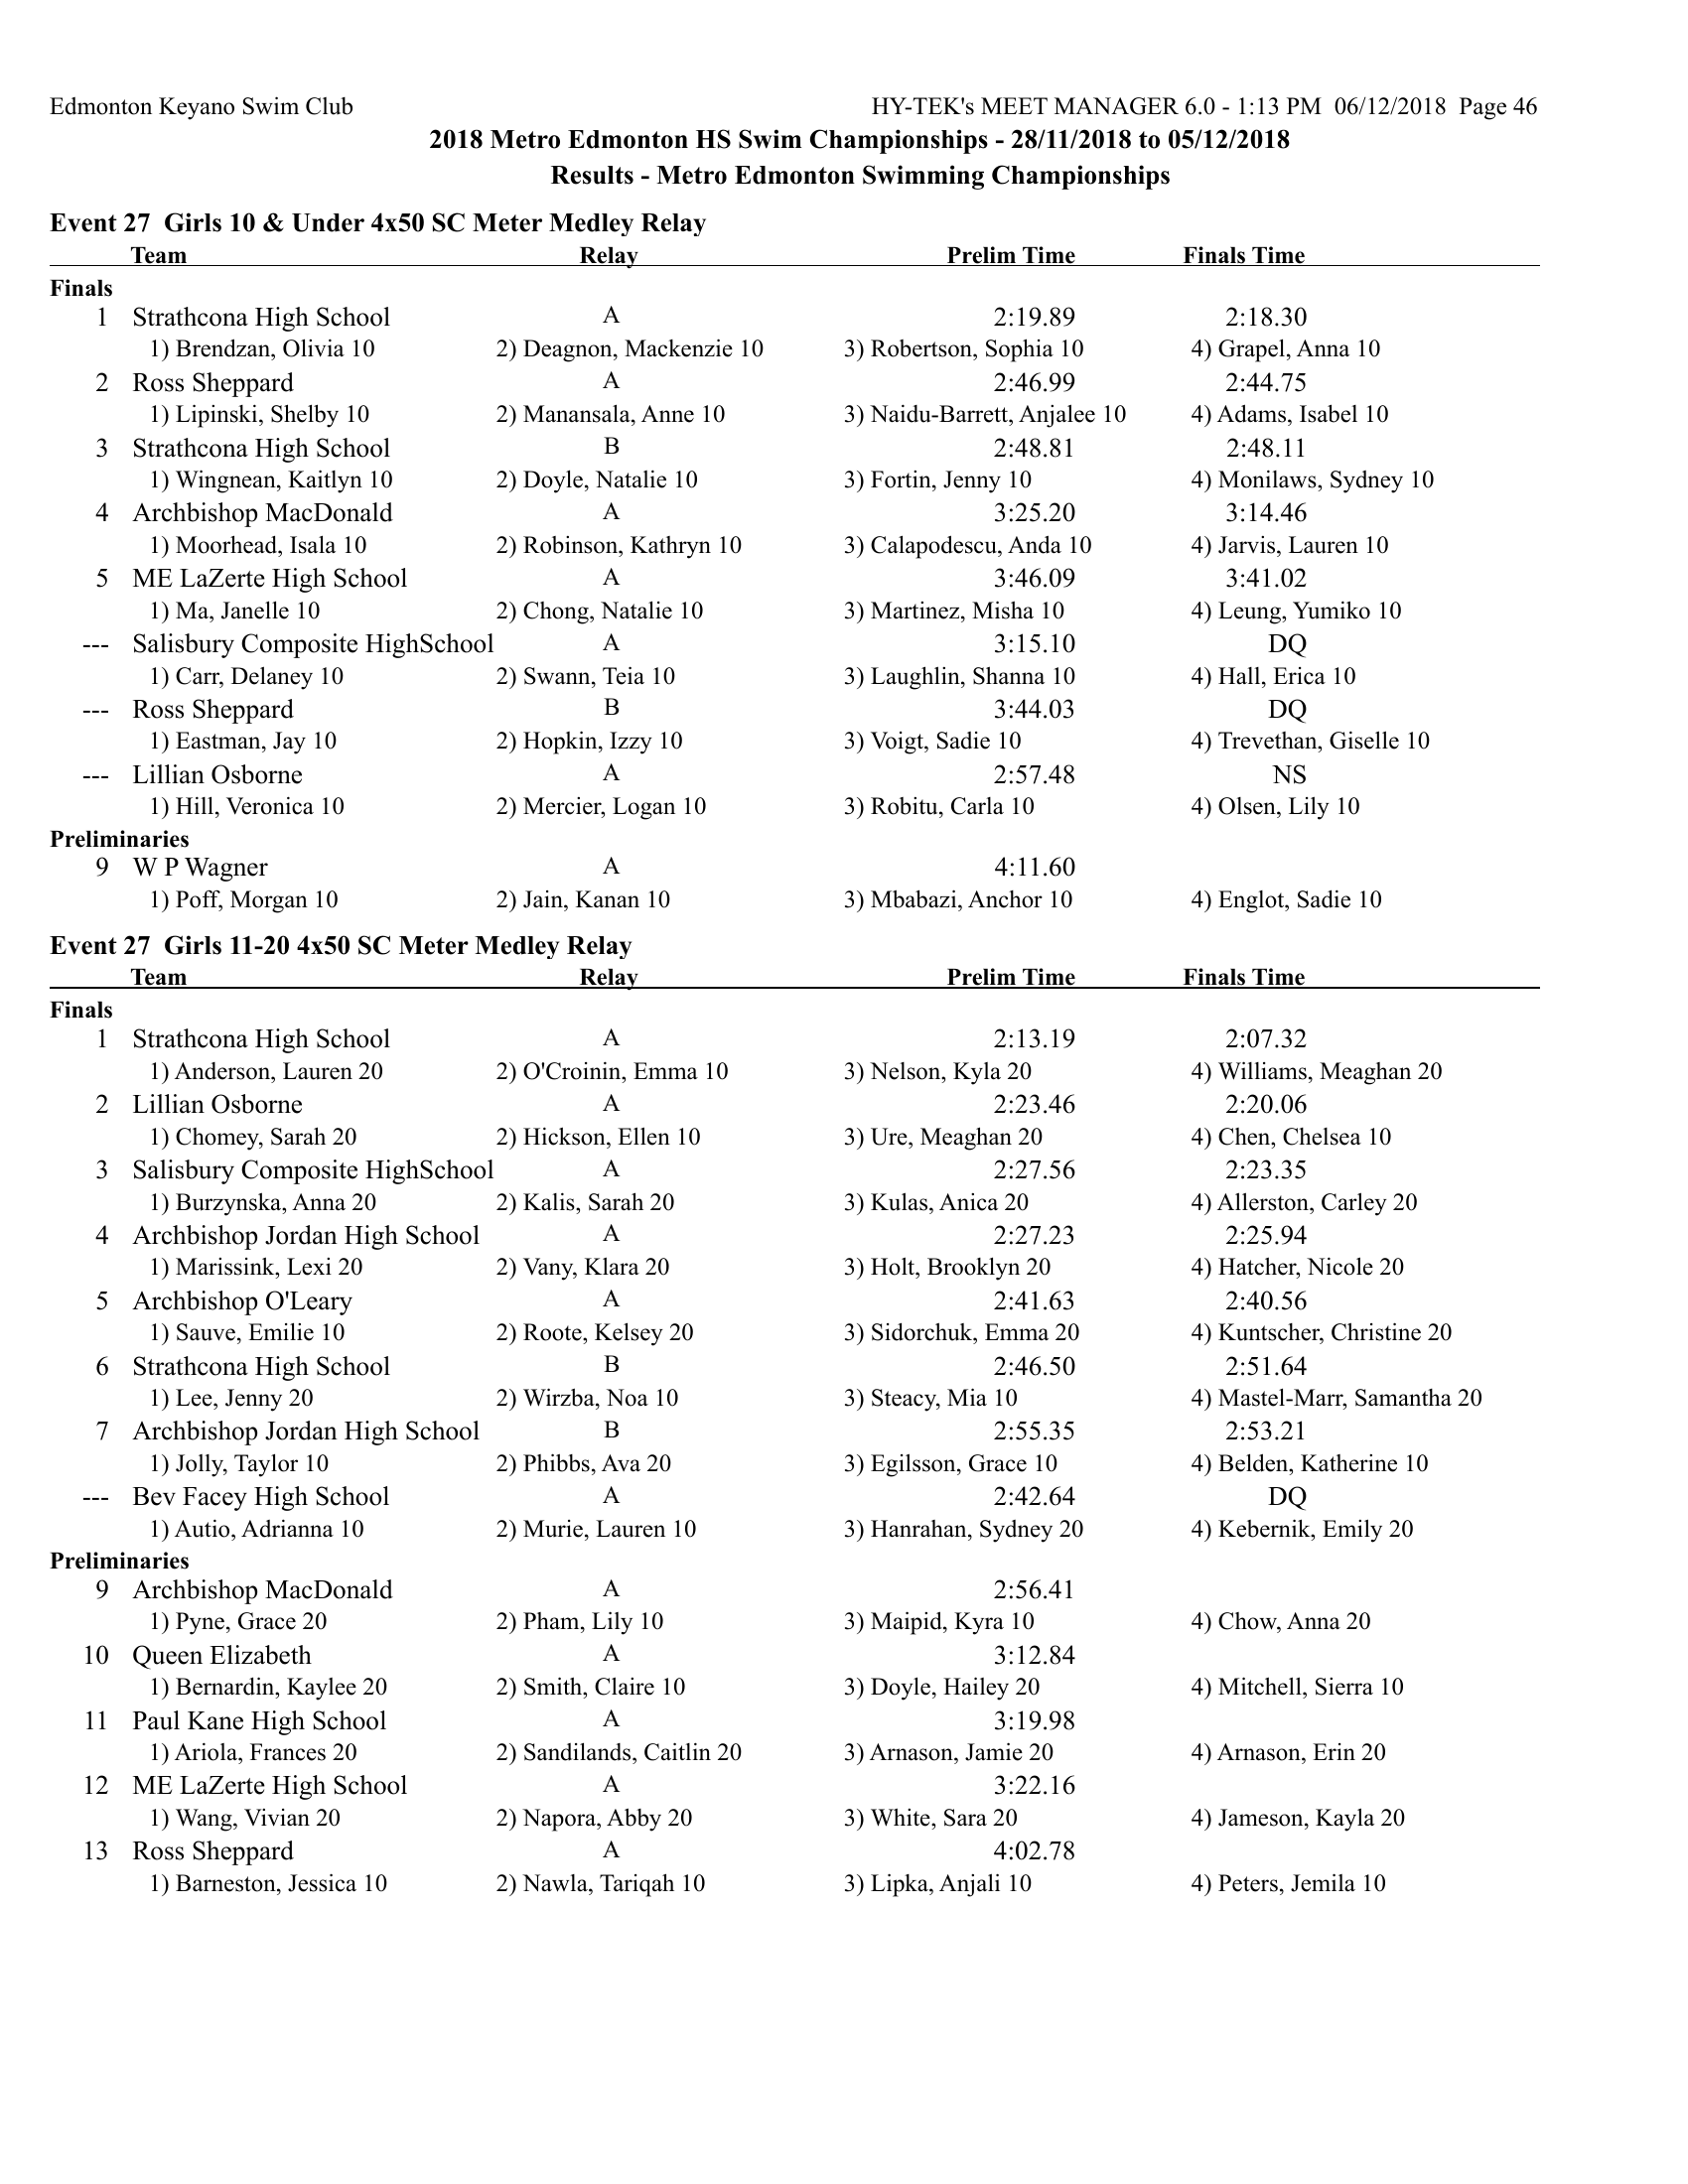 Edmonton Keyano Swim Club HY-TEK's MEET MANAGER 6.0 - 1:13 PM 06/12/2018 Page 46
2018 Metro Edmonton HS Swim Championships - 28/11/2018 to 05/12/2018
Results - Metro Edmonton Swimming Championships
Event 27 Girls 10 & Under 4x50 SC Meter Medley Relay
Team Relay Prelim Time Finals Time
Finals
1 Strathcona High School A 2:19.89 2:18.30
1) Brendzan, Olivia 10 2) Deagnon, Mackenzie 10 3) Robertson, Sophia 10 4) Grapel, Anna 10
2 Ross Sheppard A 2:46.99 2:44.75
1) Lipinski, Shelby 10 2) Manansala, Anne 10 3) Naidu-Barrett, Anjalee 10 4) Adams, Isabel 10
3 Strathcona High School B 2:48.81 2:48.11
1) Wingnean, Kaitlyn 10 2) Doyle, Natalie 10 3) Fortin, Jenny 10 4) Monilaws, Sydney 10
4 Archbishop MacDonald A 3:25.20 3:14.46
1) Moorhead, Isala 10 2) Robinson, Kathryn 10 3) Calapodescu, Anda 10 4) Jarvis, Lauren 10
5 ME LaZerte High School A 3:46.09 3:41.02
1) Ma, Janelle 10 2) Chong, Natalie 10 3) Martinez, Misha 10 4) Leung, Yumiko 10
--- Salisbury Composite HighSchool A 3:15.10 DQ
1) Carr, Delaney 10 2) Swann, Teia 10 3) Laughlin, Shanna 10 4) Hall, Erica 10
--- Ross Sheppard B 3:44.03 DQ
1) Eastman, Jay 10 2) Hopkin, Izzy 10 3) Voigt, Sadie 10 4) Trevethan, Giselle 10
--- Lillian Osborne A 2:57.48 NS
1) Hill, Veronica 10 2) Mercier, Logan 10 3) Robitu, Carla 10 4) Olsen, Lily 10
Preliminaries
9 W P Wagner A 4:11.60
1) Poff, Morgan 10 2) Jain, Kanan 10 3) Mbabazi, Anchor 10 4) Englot, Sadie 10
Event 27 Girls 11-20 4x50 SC Meter Medley Relay
Team Relay Prelim Time Finals Time
Finals
1 Strathcona High School A 2:13.19 2:07.32
1) Anderson, Lauren 20 2) O'Croinin, Emma 10 3) Nelson, Kyla 20 4) Williams, Meaghan 20
2 Lillian Osborne A 2:23.46 2:20.06
1) Chomey, Sarah 20 2) Hickson, Ellen 10 3) Ure, Meaghan 20 4) Chen, Chelsea 10
3 Salisbury Composite HighSchool A 2:27.56 2:23.35
1) Burzynska, Anna 20 2) Kalis, Sarah 20 3) Kulas, Anica 20 4) Allerston, Carley 20
4 Archbishop Jordan High School A 2:27.23 2:25.94
1) Marissink, Lexi 20 2) Vany, Klara 20 3) Holt, Brooklyn 20 4) Hatcher, Nicole 20
5 Archbishop O'Leary A 2:41.63 2:40.56
1) Sauve, Emilie 10 2) Roote, Kelsey 20 3) Sidorchuk, Emma 20 4) Kuntscher, Christine 20
6 Strathcona High School B 2:46.50 2:51.64
1) Lee, Jenny 20 2) Wirzba, Noa 10 3) Steacy, Mia 10 4) Mastel-Marr, Samantha 20
7 Archbishop Jordan High School B 2:55.35 2:53.21
1) Jolly, Taylor 10 2) Phibbs, Ava 20 3) Egilsson, Grace 10 4) Belden, Katherine 10
--- Bev Facey High School A 2:42.64 DQ
1) Autio, Adrianna 10 2) Murie, Lauren 10 3) Hanrahan, Sydney 20 4) Kebernik, Emily 20
Preliminaries
9 Archbishop MacDonald A 2:56.41
1) Pyne, Grace 20 2) Pham, Lily 10 3) Maipid, Kyra 10 4) Chow, Anna 20
10 Queen Elizabeth A 3:12.84
1) Bernardin, Kaylee 20 2) Smith, Claire 10 3) Doyle, Hailey 20 4) Mitchell, Sierra 10
11 Paul Kane High School A 3:19.98
1) Ariola, Frances 20 2) Sandilands, Caitlin 20 3) Arnason, Jamie 20 4) Arnason, Erin 20
12 ME LaZerte High School A 3:22.16
1) Wang, Vivian 20 2) Napora, Abby 20 3) White, Sara 20 4) Jameson, Kayla 20
13 Ross Sheppard A 4:02.78
1) Barneston, Jessica 10 2) Nawla, Tariqah 10 3) Lipka, Anjali 10 4) Peters, Jemila 10